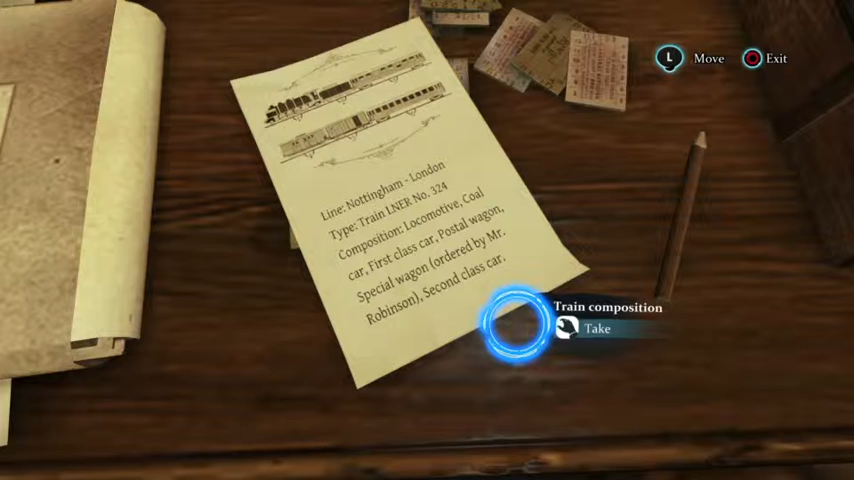 L Move Exit
Line: Nottingham - London
Type: Train LNER No. 324
Composition: Locomotive, Coal
car, First class car, Postal wagon,
Special wagon (ordered by Mr.
Robinson), Second class car.
Train composition
Take